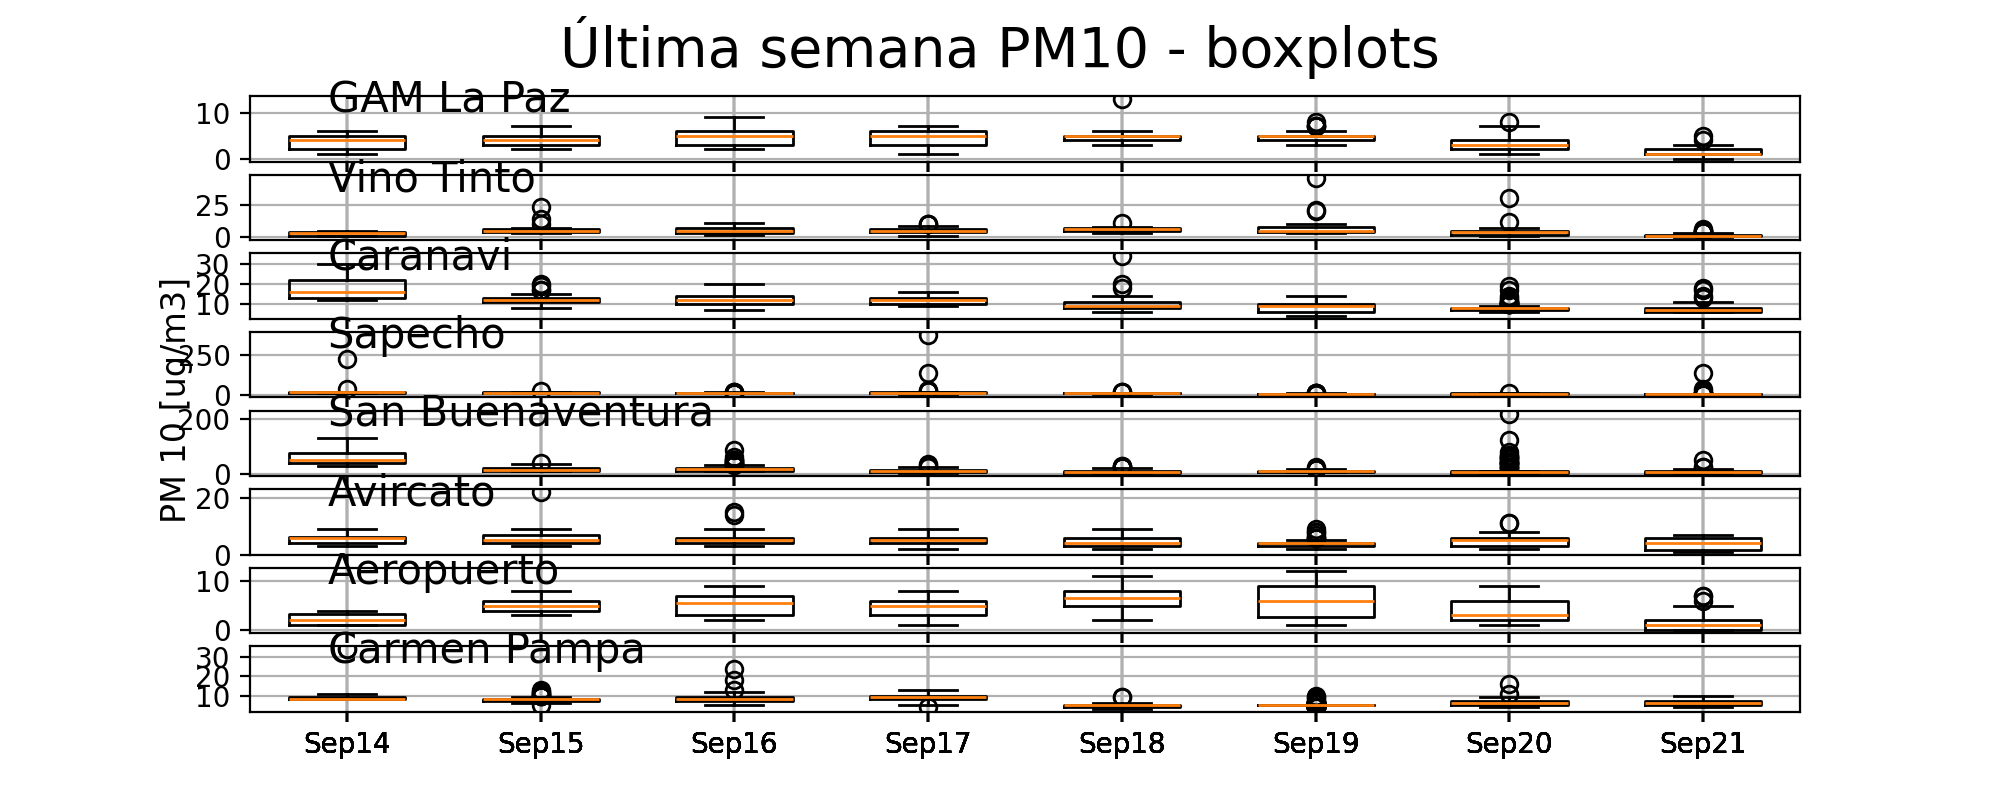 Última semana PM10 - boxplots
PM 10 [ug/m3]
GAM La Paz
10
0
Vino Tinto
25
0
Caranavi
30
20
10
Sapecho
250
0
San Buenaventura
200
0
Avircato
20
0
Aeropuerto
10
0
Carmen Pampa
30
20
10
Sep14 Sep15 Sep16 Sep17 Sep18 Sep19 Sep20 Sep21